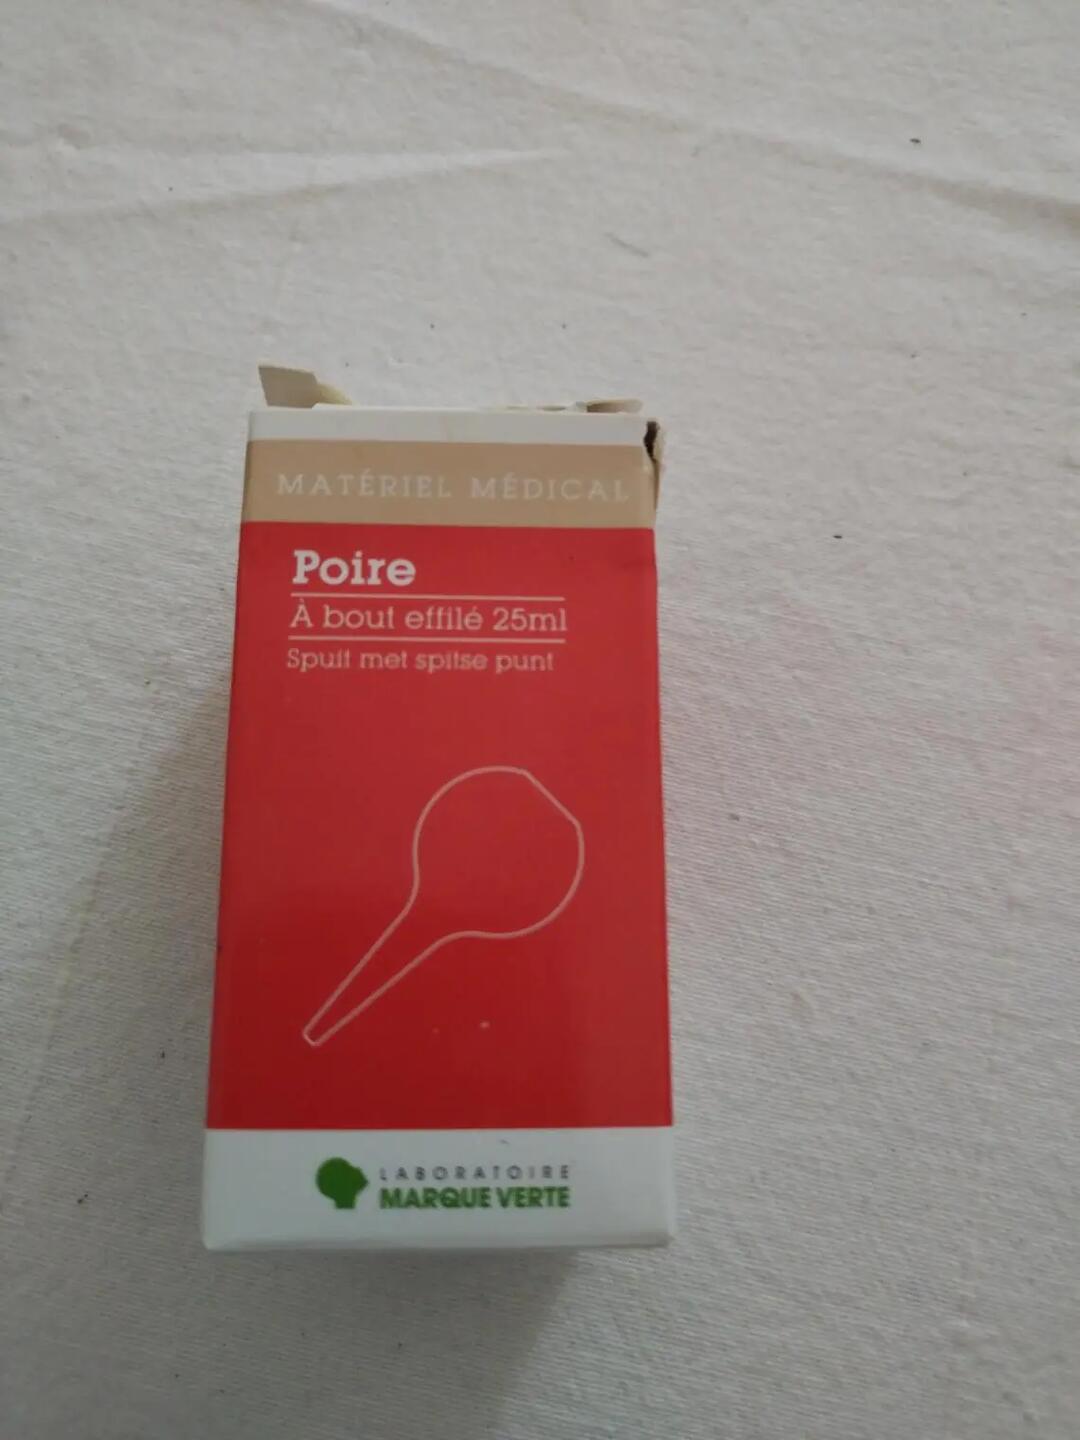 MATÉRIEL MÉDICAL
Poire
À bout effilé 25ml
Spuit met spitse punt
LABORATOIRE
MARQUE VERTE